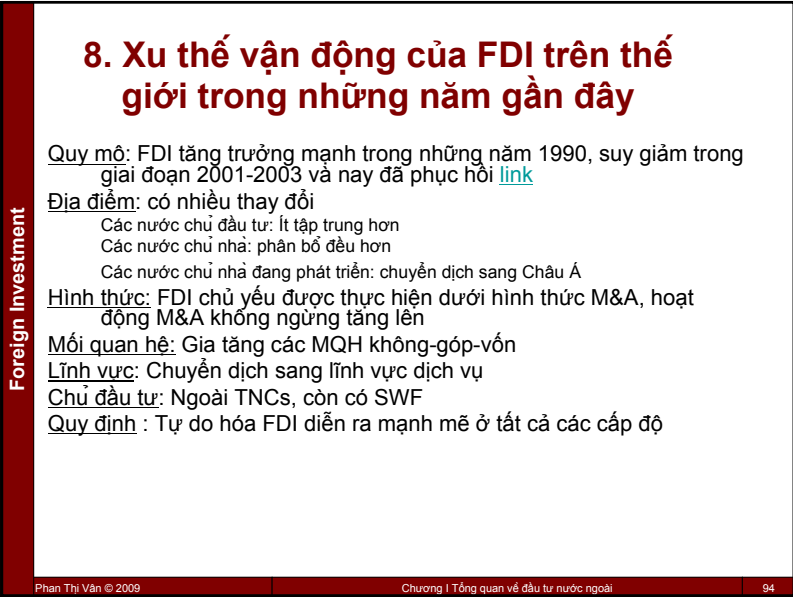 8. Xu thế vận động của FDI trên thế
giới trong những năm gần đây
Quy mô: FDI tăng trưởng mạnh trong những năm 1990, suy giảm trong
giai đoạn 2001-2003 và nay đã phục hồi link
Địa điểm: có nhiều thay đổi
Các nước chủ đầu tư: Ít tập trung hơn
Các nước chủ nhà: phân bổ đều hơn
Các nước chủ nhà đang phát triển: chuyển dịch sang Châu Á
Hình thức: FDI chủ yếu được thực hiện dưới hình thức M&A, hoạt
động M&A không ngừng tăng lên
Mối quan hệ: Gia tăng các MQH không-góp-vốn
Lĩnh vực: Chuyển dịch sang lĩnh vực dịch vụ
Chủ đầu tư: Ngoài TNCs, còn có SWF
Quy định : Tự do hóa FDI diễn ra mạnh mẽ ở tất cả các cấp độ
Foreign Investment
Phan Thị Vân © 2009
Chương I Tổng quan về đầu tư nước ngoài
94